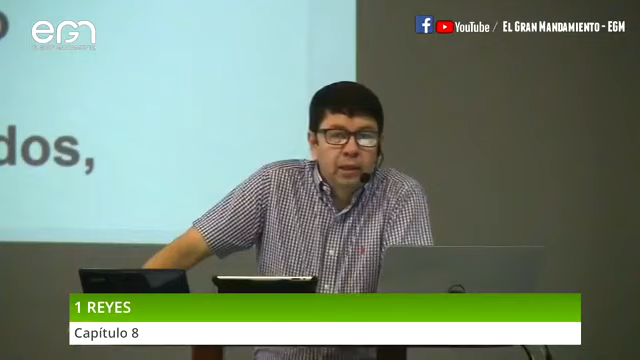 EGM
YouTube / EL GRAN MANDAMIENTO - EGM
dos,
1 REYES
Capítulo 8